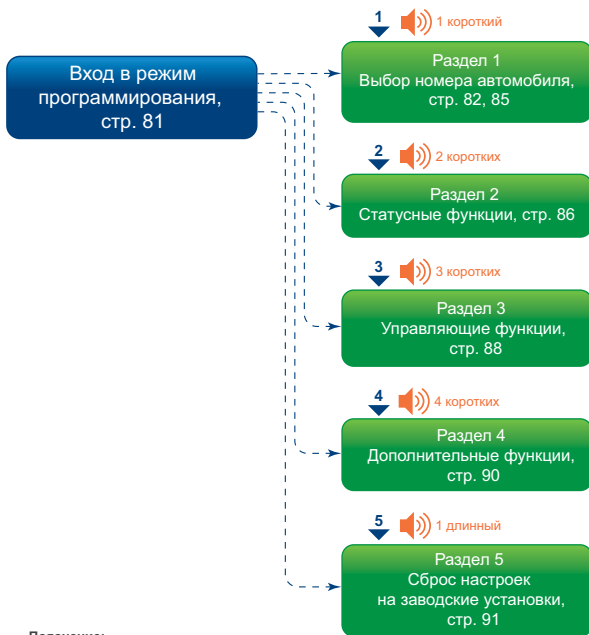 1 1 короткий
Вход в режим
программирования,
стр. 81
Раздел 1
Выбор номера автомобиля,
стр. 82, 85
2 2 коротких
Раздел 2
Статусные функции, стр. 86
3 3 коротких
Раздел 3
Управляющие функции,
стр. 88
4 4 коротких
Раздел 4
Дополнительные функции,
стр. 90
5 1 длинный
Раздел 5
Сброс настроек
на заводские установки,
стр. 91